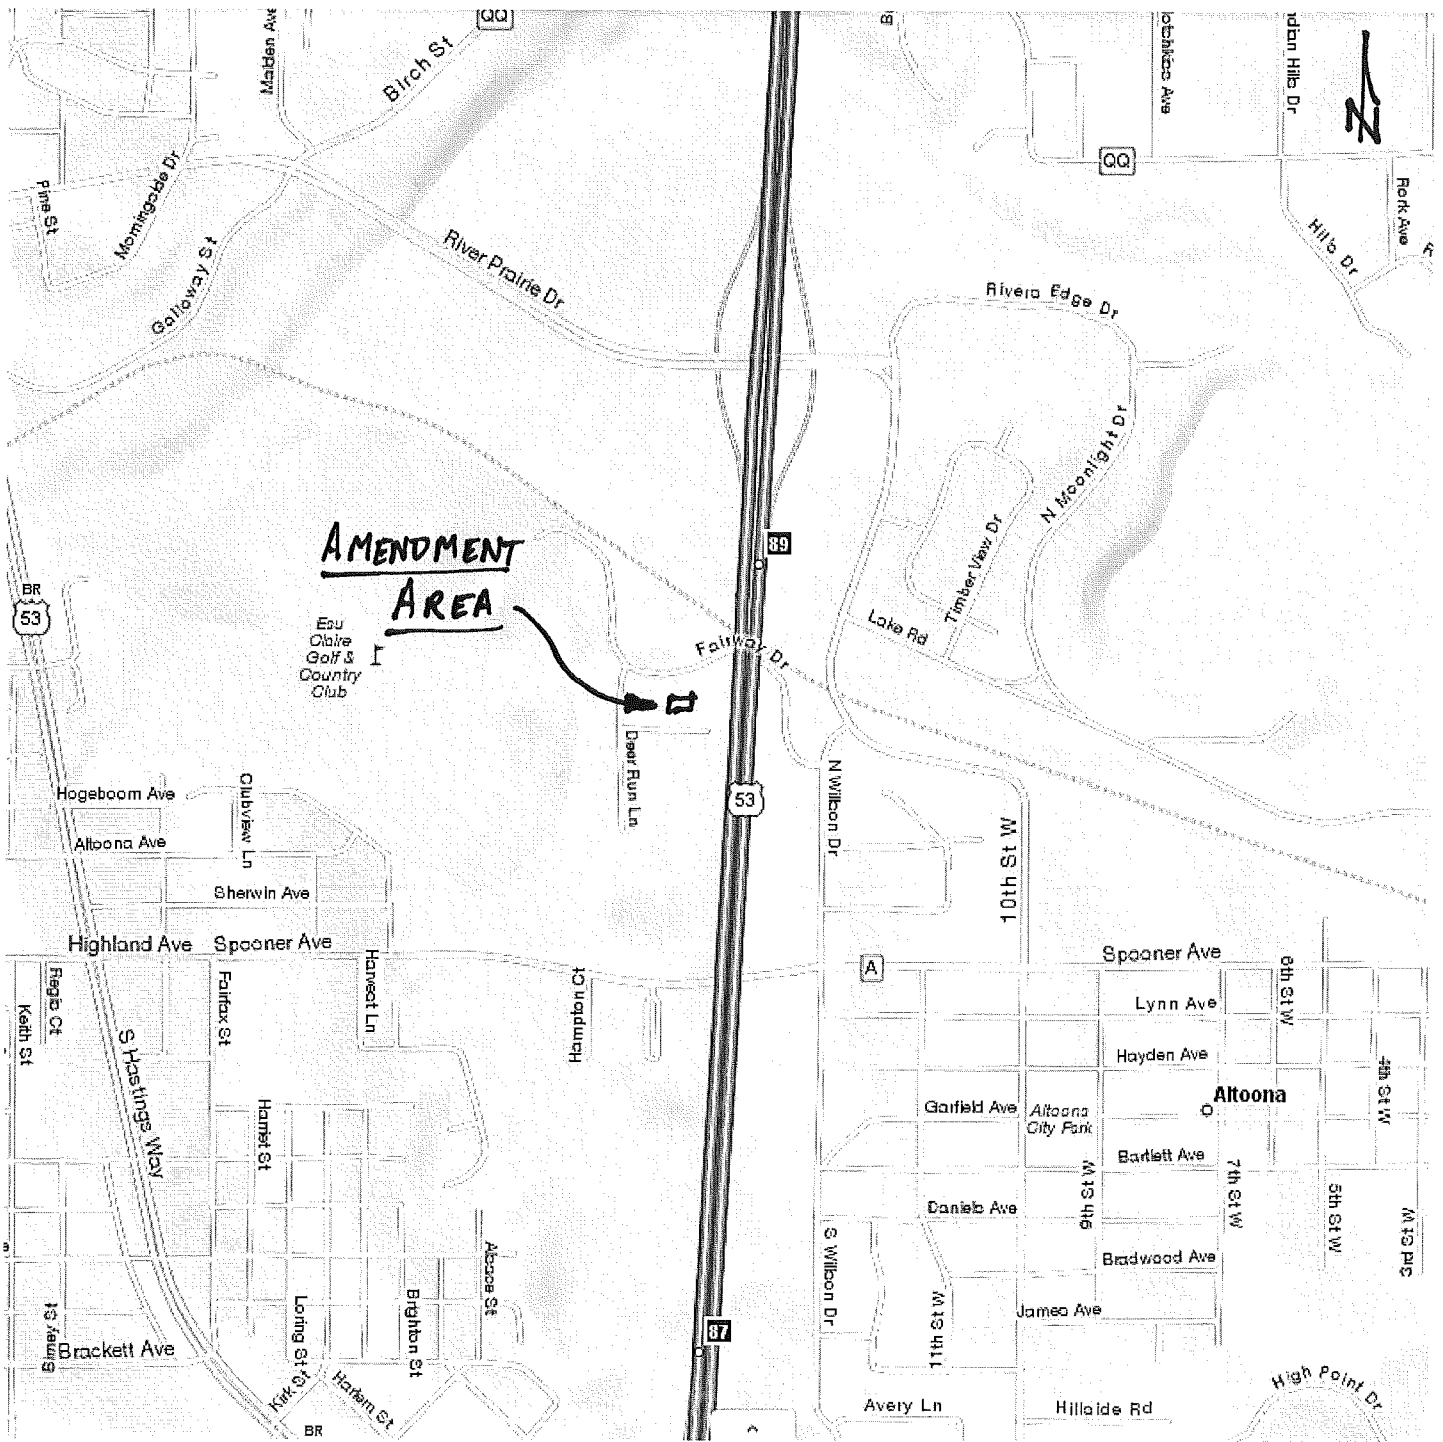 QQ
Birch St
Malden Ave
Hills Dr
QQ
Pine St
Morningside Dr
Galloway St
River Prairie Dr
Rivers Edge Dr
Hills Dr
Rork Ave
N
N Moonlight Dr
Timber View Dr
Lake Rd
89
AMENDMENT
AREA
Eau
Claire
Golf &
Country
Club
BR
53
Fairway Dr
Deer Run Ln
53
N Willson Dr
10th St W
Hogeboom Ave
Clubview Ln
Altoona Ave
Sherwin Ave
Highland Ave
Spooner Ave
Harvest Ln
Fairfax St
Regis Ct
Keith St
Hampton Ct
A
Spooner Ave
6th St W
Lynn Ave
Hayden Ave
4th St W
Altoona
Garfield Ave
Altoona
City Park
Bartlett Ave
9th St W
7th St W
5th St W
3rd St W
Daniels Ave
Bradwood Ave
James Ave
11th St W
S Willson Dr
S Hastings Way
Harriet St
Alsace St
Brighton St
Loring St
Brackett Ave
Kirk St
Harlem St
BR
87
Avery Ln
Hillside Rd
High Point Dr